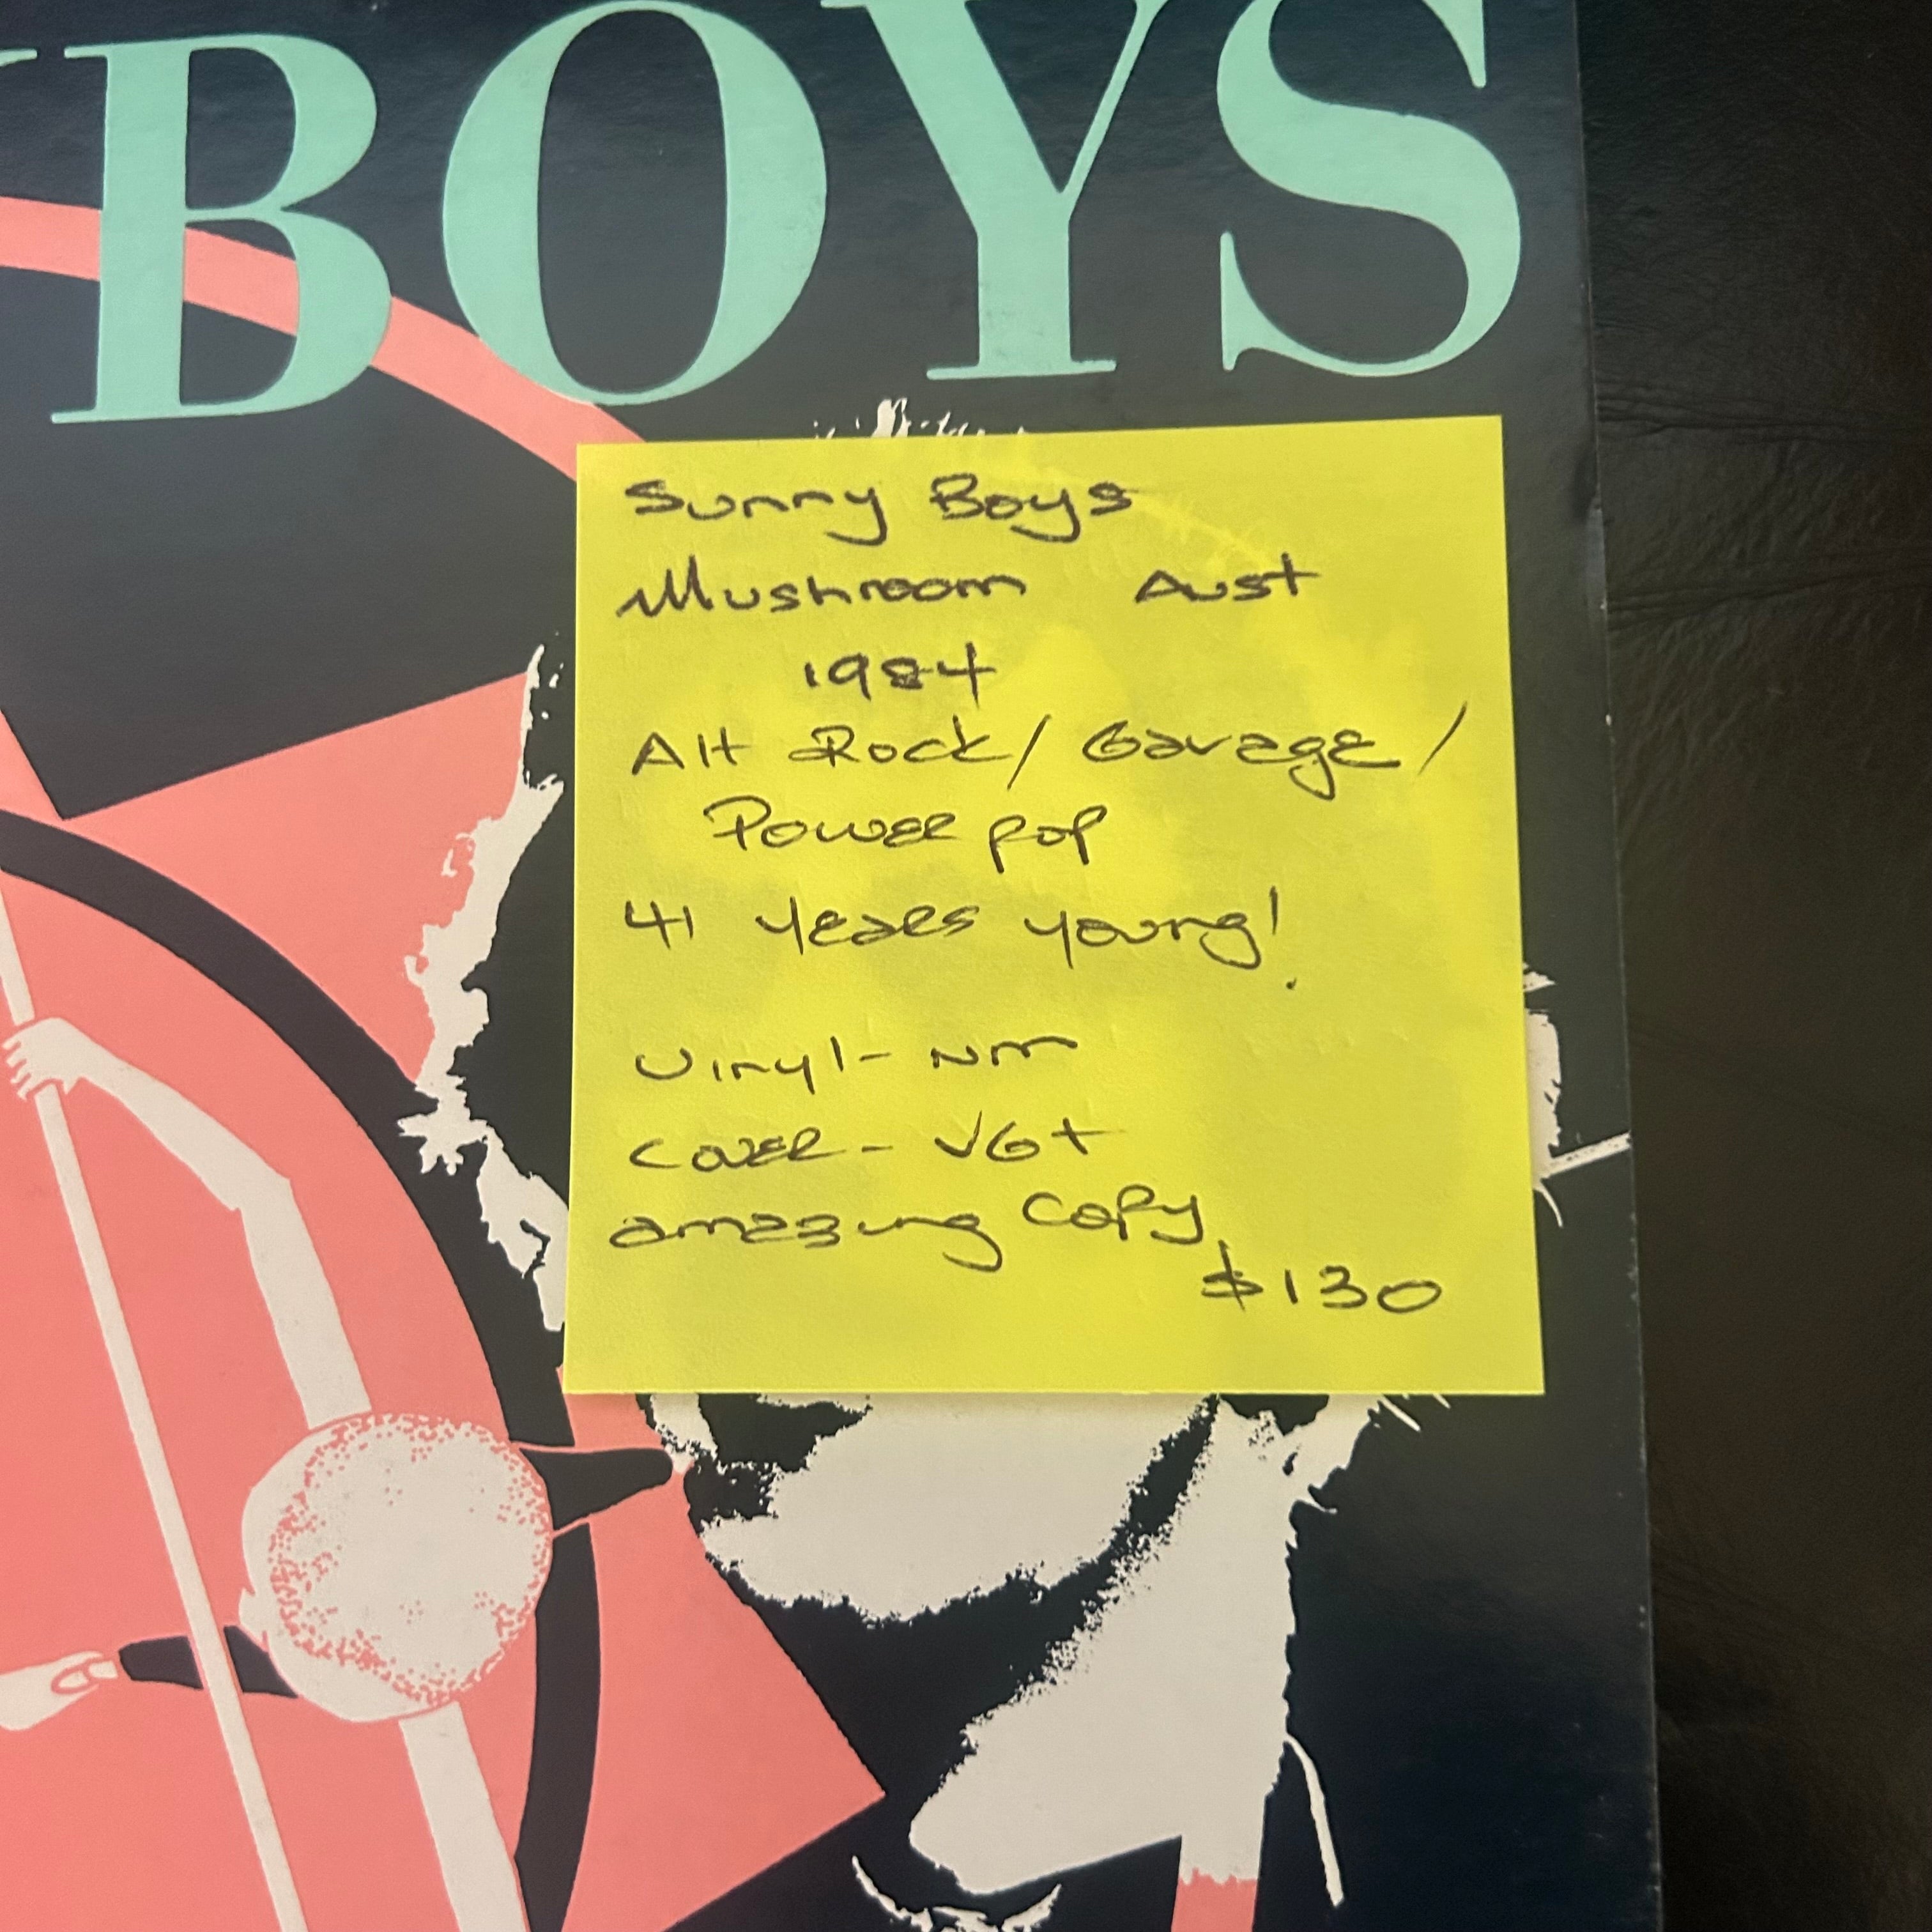 BOYS
Sunny Boys
Mushroom Aust
1984
Alt Rock/ Garage/
Power pop
41 years young!
Vinyl - NM
Cover - VG+
amazing copy
$130